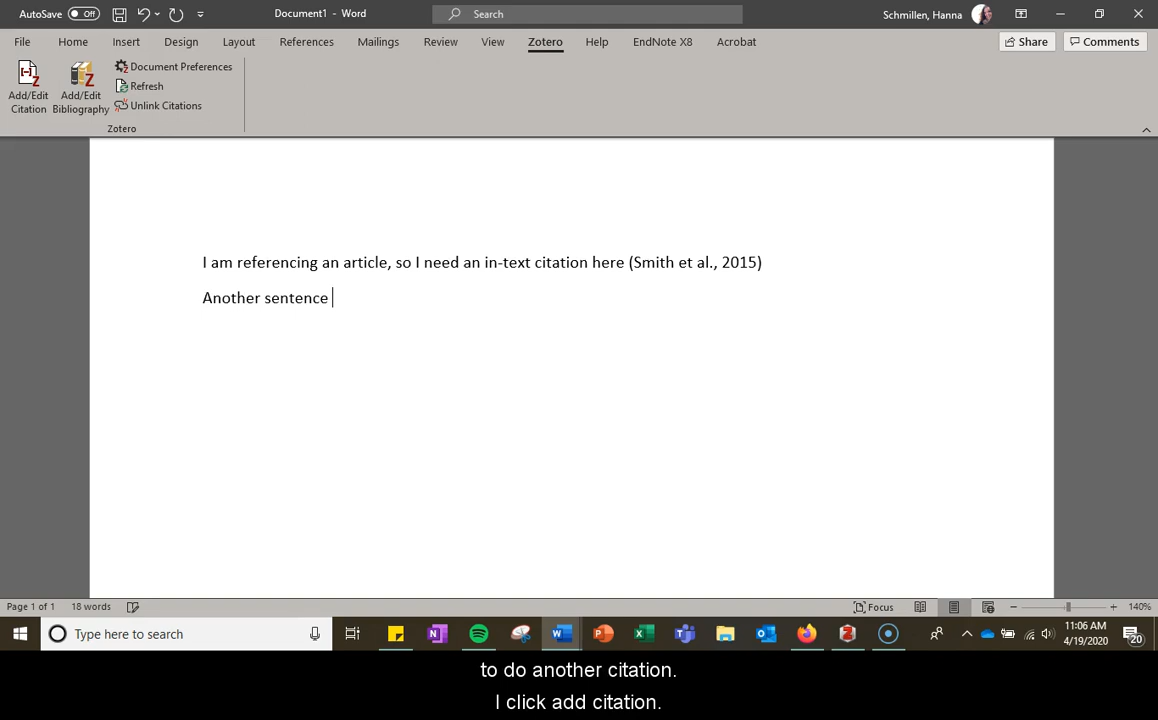 AutoSave Off Document1 - Word Search Schmillen, Hanna
File Home Insert Design Layout References Mailings Review View Zotero Help EndNote X8 Acrobat Share Comments
Add/Edit Citation
Add/Edit Bibliography
Document Preferences
Refresh
Unlink Citations
Zotero
I am referencing an article, so I need an in-text citation here (Smith et al., 2015)
Another sentence
Page 1 of 1 18 words Focus 140%
Type here to search 11:06 AM
4/19/2020 20
to do another citation.
I click add citation.